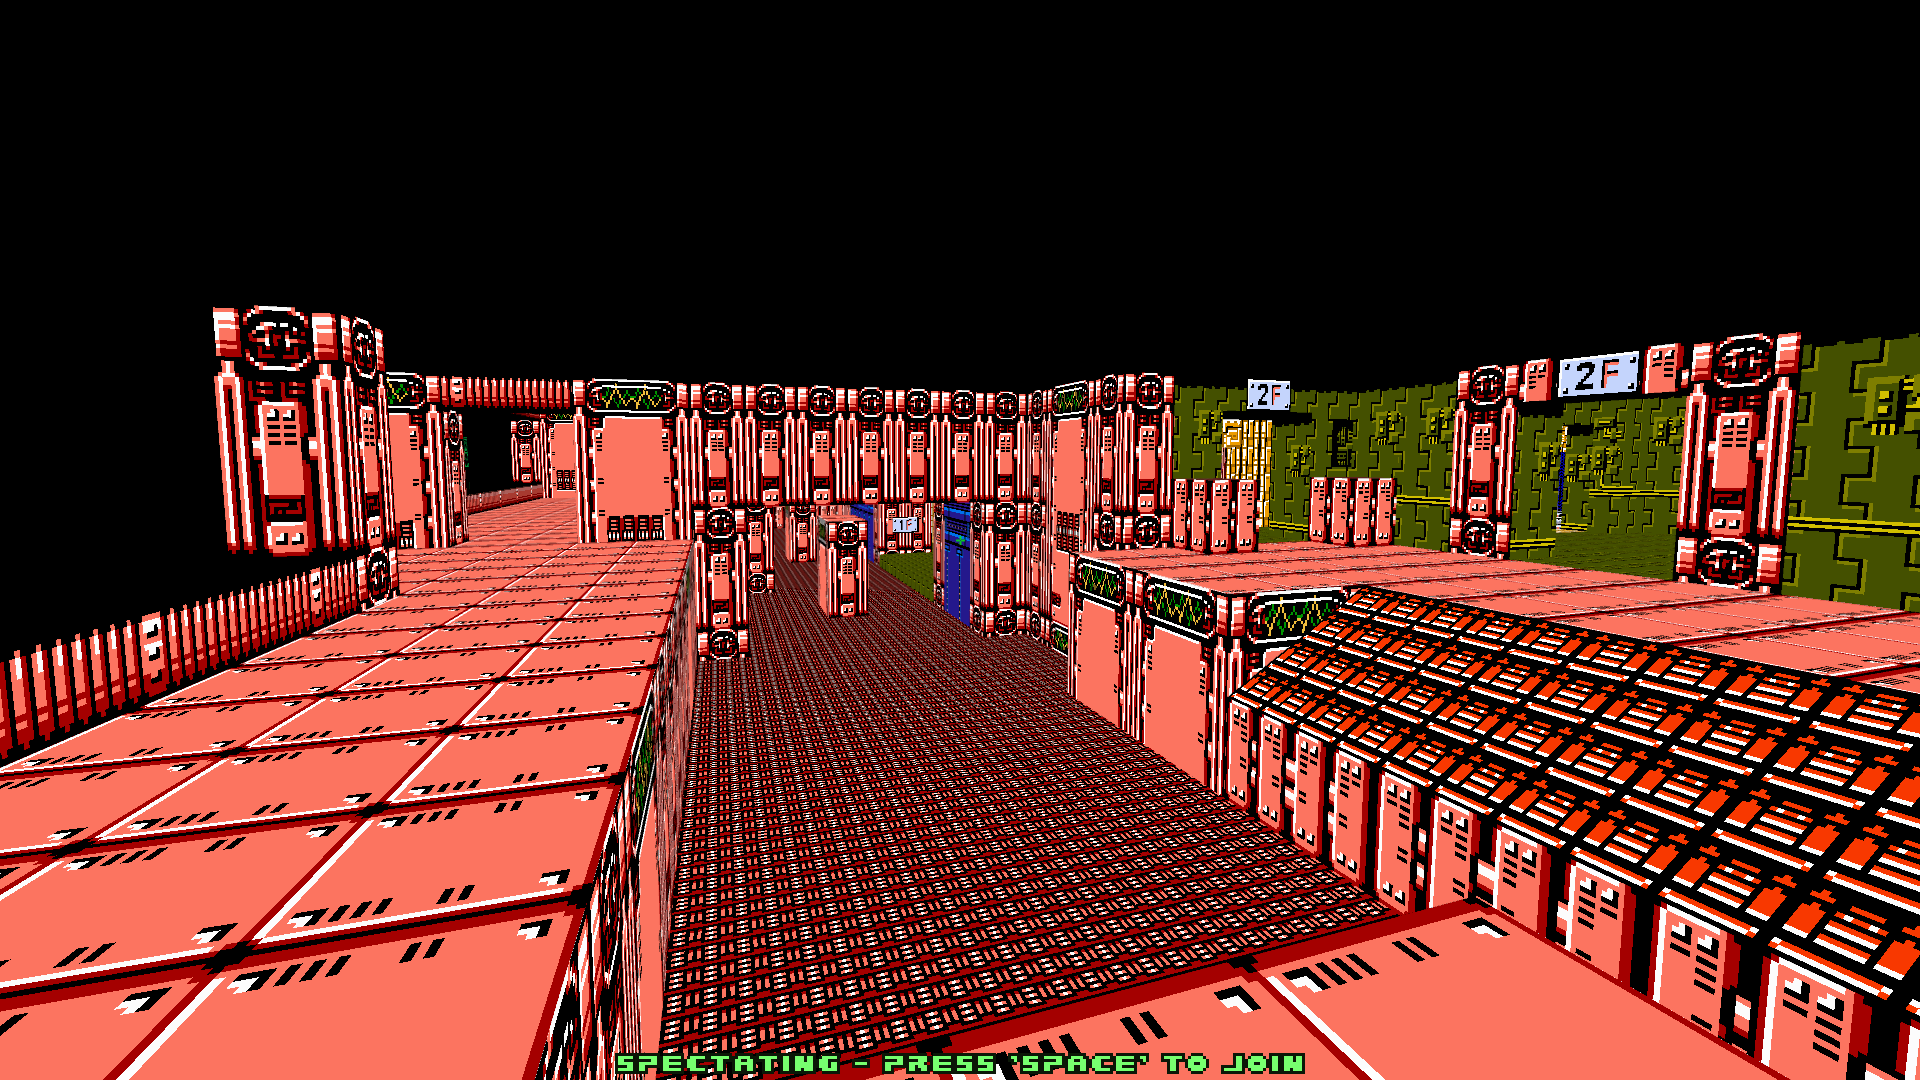 2F
2F
1F
SPECTATING - PRESS 'SPACE' TO JOIN